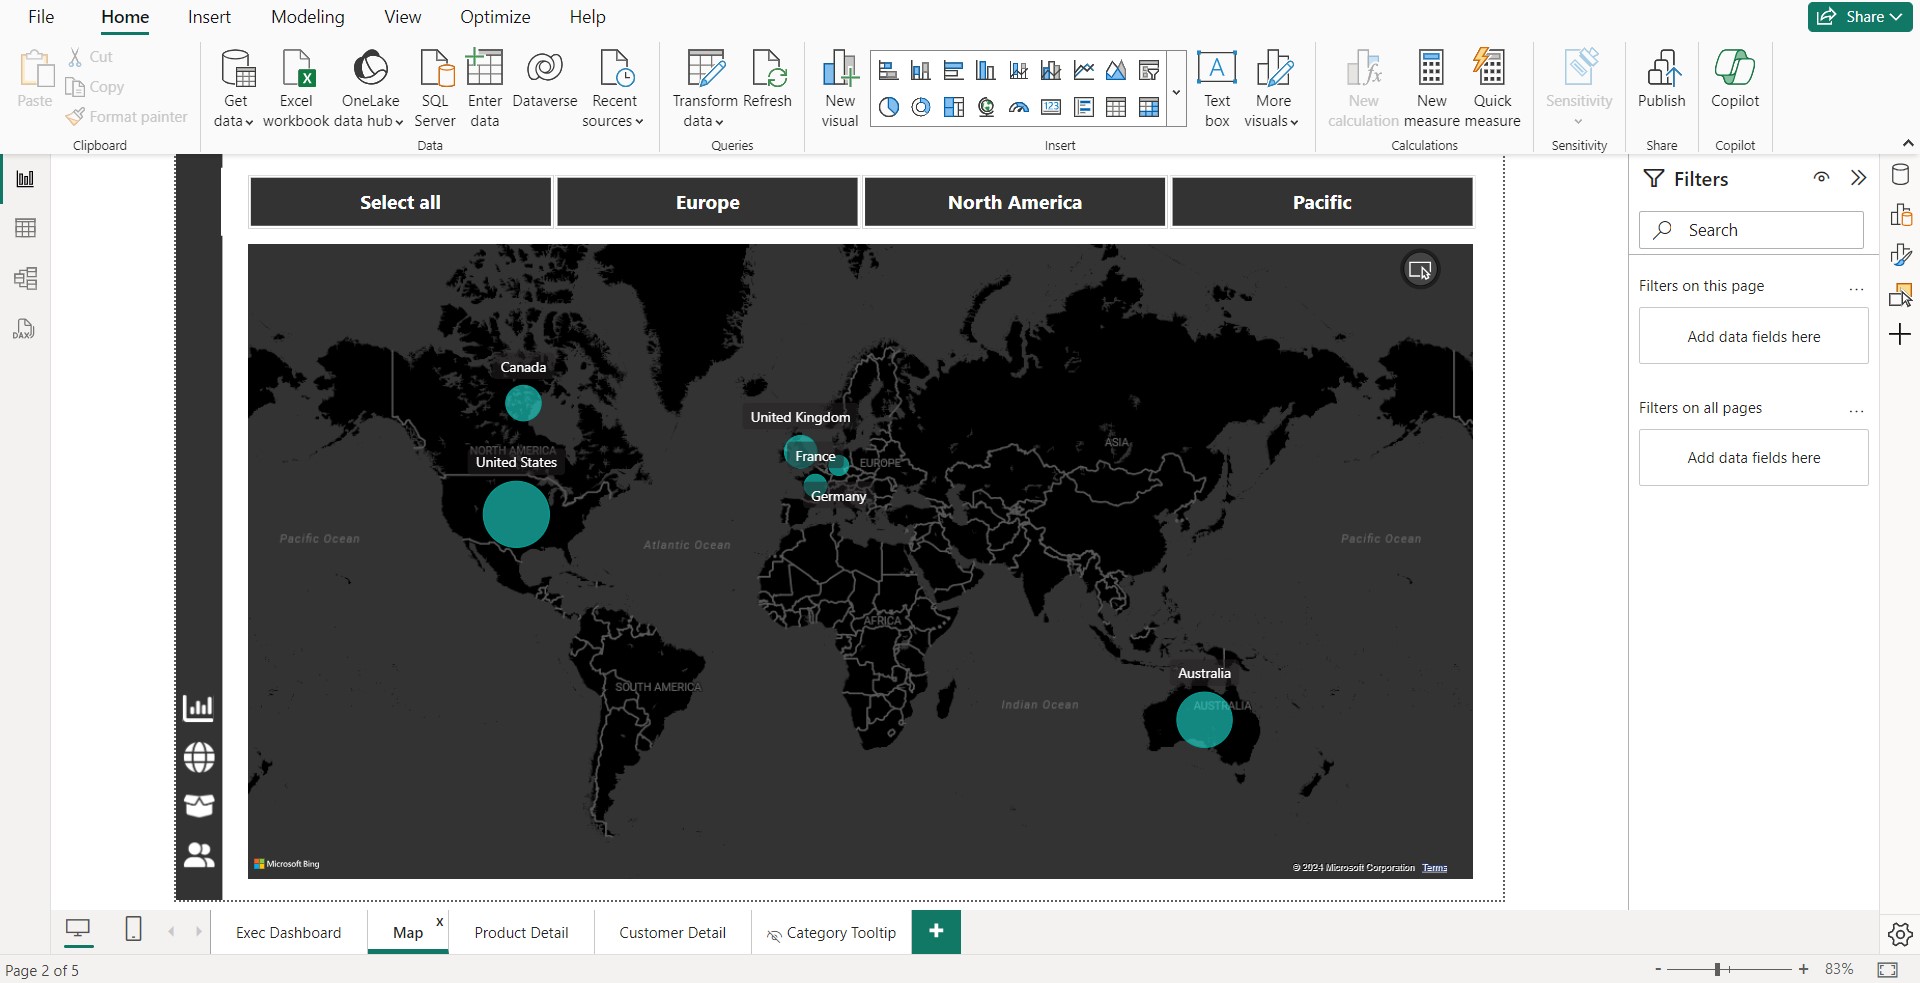 File Home Insert Modeling View Optimize Help Share
Paste
Cut
Copy
Format painter
Clipboard
Get data
Excel workbook
OneLake data hub
SQL Server
Enter data
Dataverse
Recent sources
Data
Transform data
Refresh
Queries
New visual
123
A
Text box
More visuals
Insert
fx
New calculation
New measure
Quick measure
Calculations
Sensitivity
Sensitivity
Publish
Share
Copilot
Copilot
DAX
Select all Europe North America Pacific
Canada
NORTH AMERICA
United States
United Kingdom
France
EUROPE
Germany
ASIA
Pacific Ocean
Atlantic Ocean
Pacific Ocean
AFRICA
SOUTH AMERICA
Indian Ocean
Australia
AUSTRALIA
Microsoft Bing
© 2024 Microsoft Corporation Terms
Filters
Search
Filters on this page ...
Add data fields here
Filters on all pages ...
Add data fields here
Exec Dashboard Map x Product Detail Customer Detail Category Tooltip +
Page 2 of 5
- + 83%